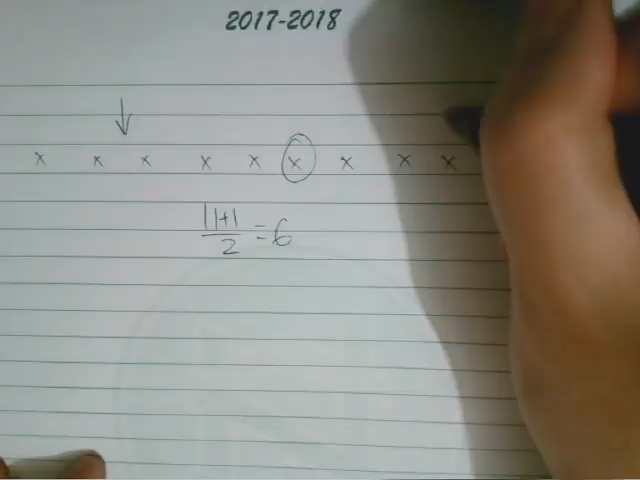 2017-2018
x x x x x x x x x
11+1
2
=6